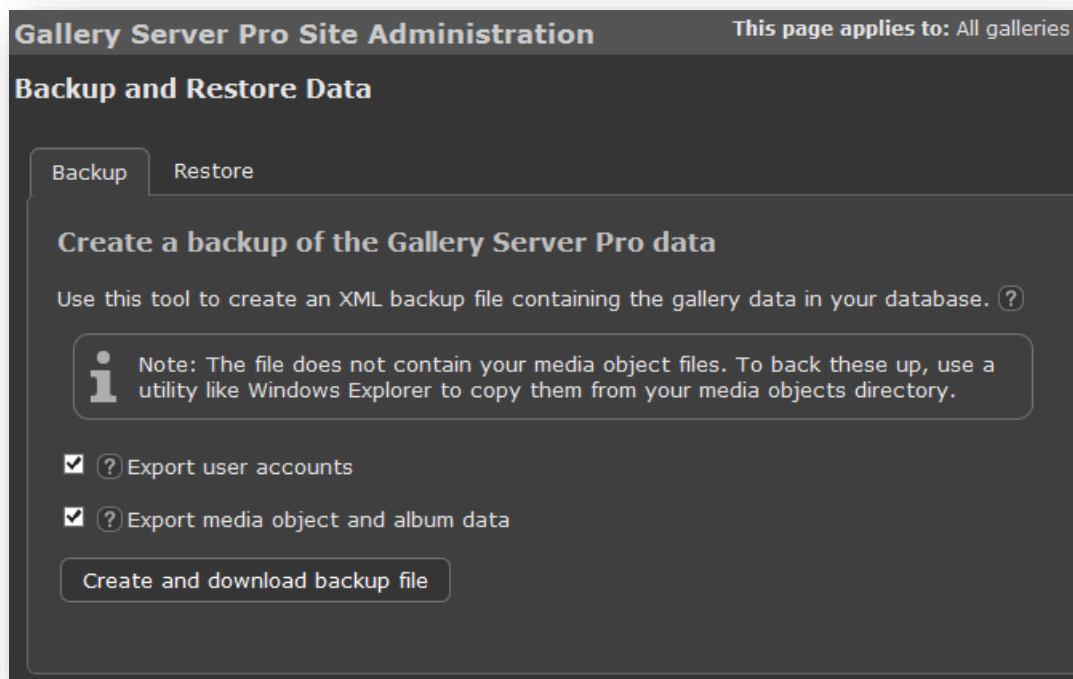 Gallery Server Pro Site Administration
This page applies to: All galleries
Backup and Restore Data
Backup
Restore
Create a backup of the Gallery Server Pro data
Use this tool to create an XML backup file containing the gallery data in your database. ?
Note: The file does not contain your media object files. To back these up, use a
utility like Windows Explorer to copy them from your media objects directory.
? Export user accounts
? Export media object and album data
Create and download backup file